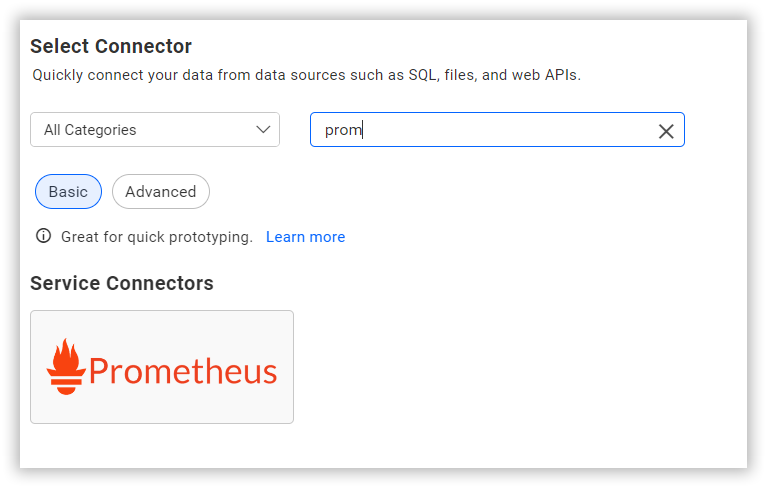 Select Connector
Quickly connect your data from data sources such as SQL, files, and web APIs.
All Categories
prom
Basic
Advanced
Great for quick prototyping. Learn more
Service Connectors
Prometheus